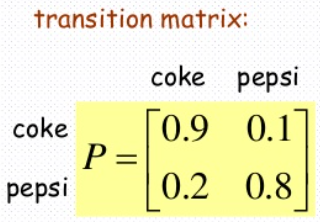 transition matrix:
coke pepsi
coke 0.9 0.1
P =
pepsi 0.2 0.8